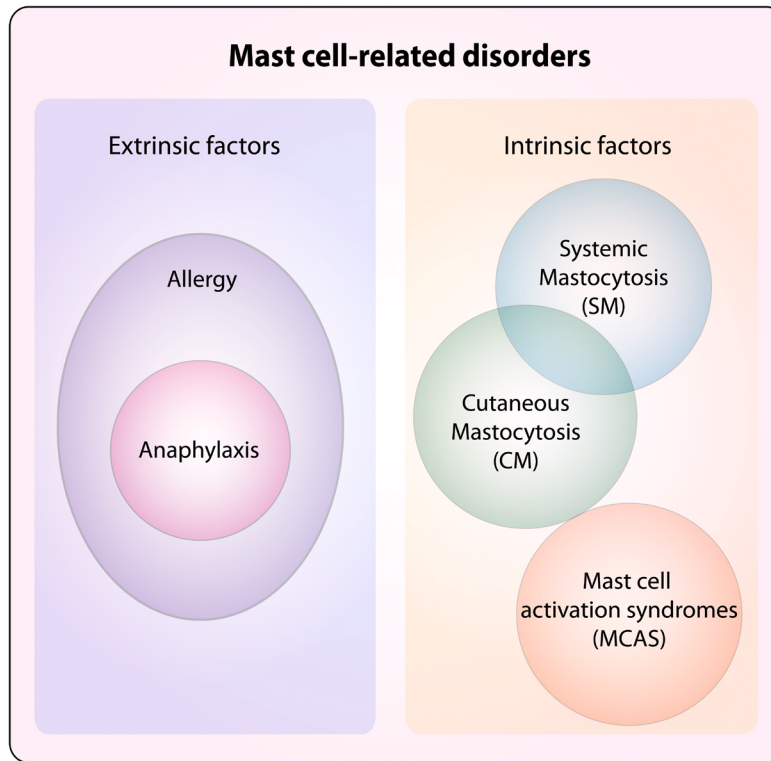 Mast cell-related disorders
Extrinsic factors
Allergy
Anaphylaxis
Intrinsic factors
Systemic
Mastocytosis
(SM)
Cutaneous
Mastocytosis
(CM)
Mast cell
activation syndromes
(MCAS)